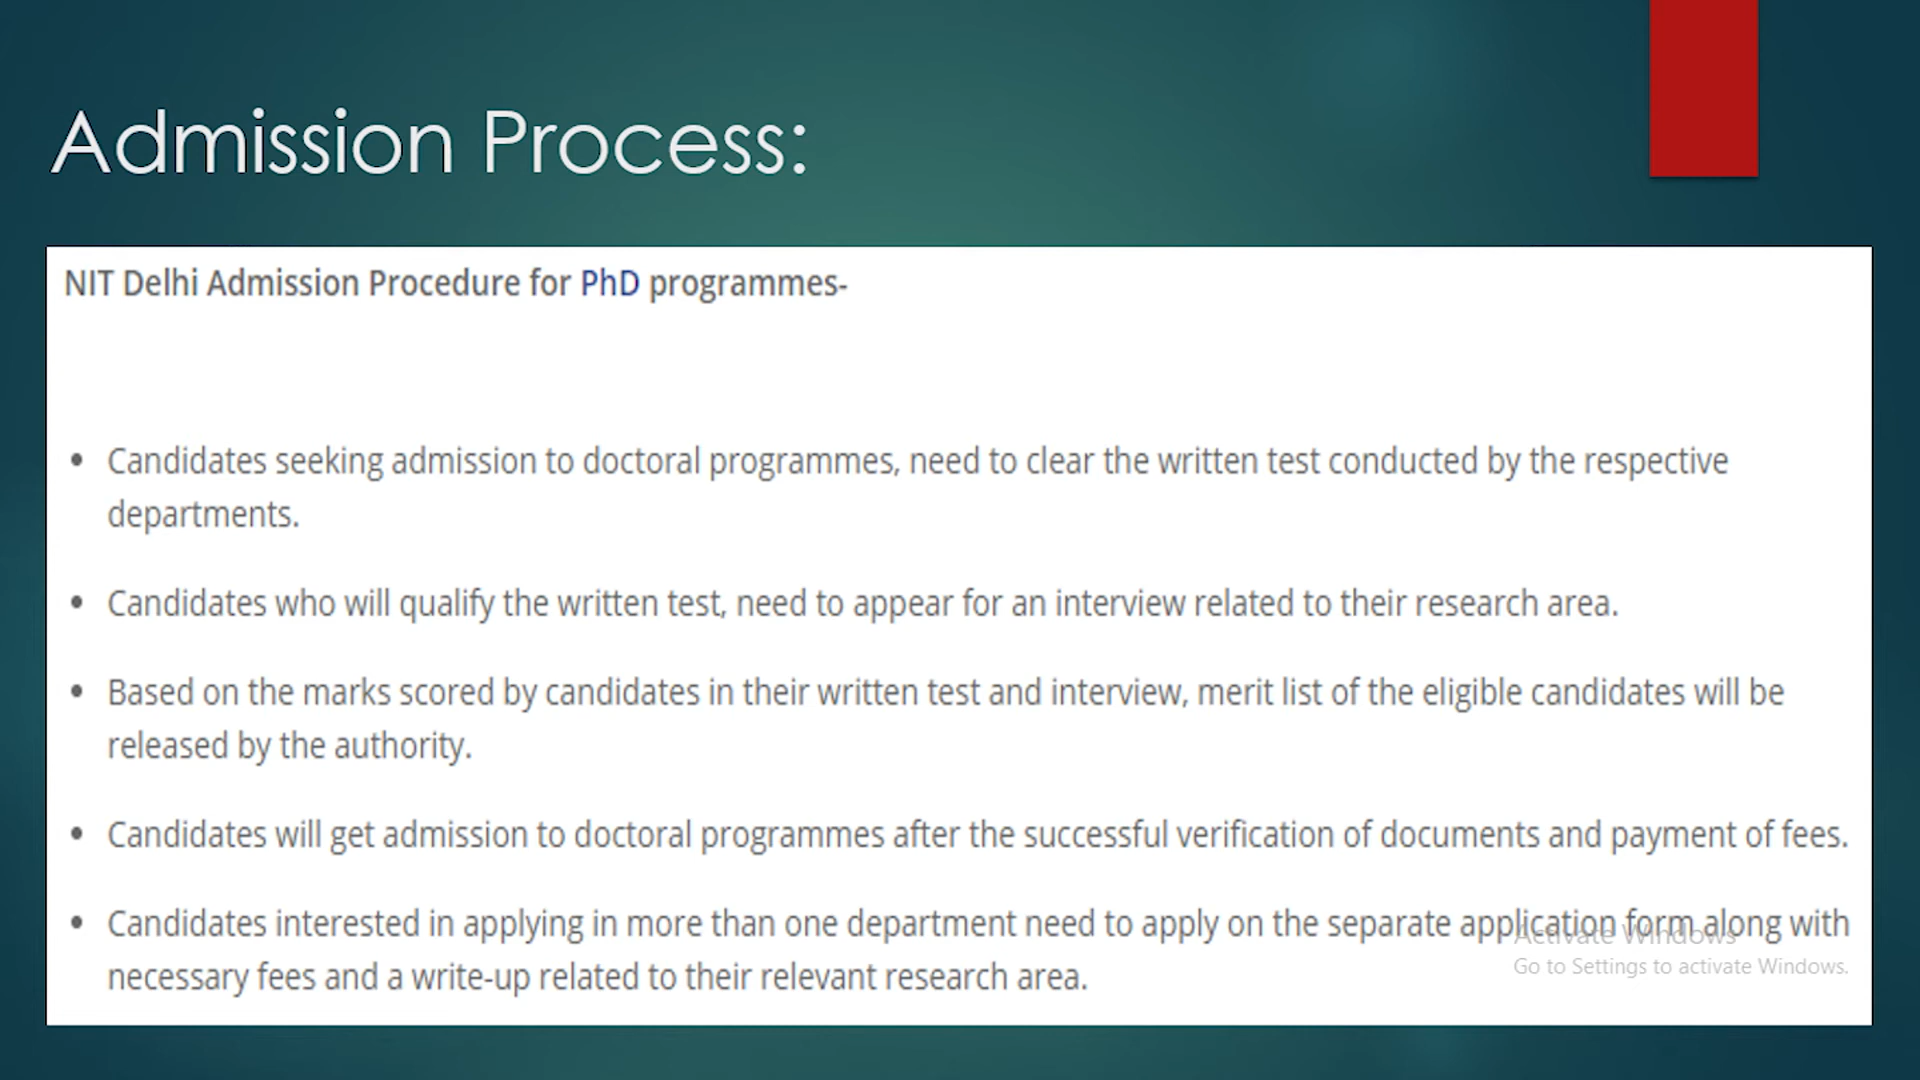 Admission Process:
NIT Delhi Admission Procedure for PhD programmes-
• Candidates seeking admission to doctoral programmes, need to clear the written test conducted by the respective
departments.
• Candidates who will qualify the written test, need to appear for an interview related to their research area.
• Based on the marks scored by candidates in their written test and interview, merit list of the eligible candidates will be
released by the authority.
• Candidates will get admission to doctoral programmes after the successful verification of documents and payment of fees.
• Candidates interested in applying in more than one department need to apply on the separate application form along with
necessary fees and a write-up related to their relevant research area.
Activate Windows
Go to Settings to activate Windows.